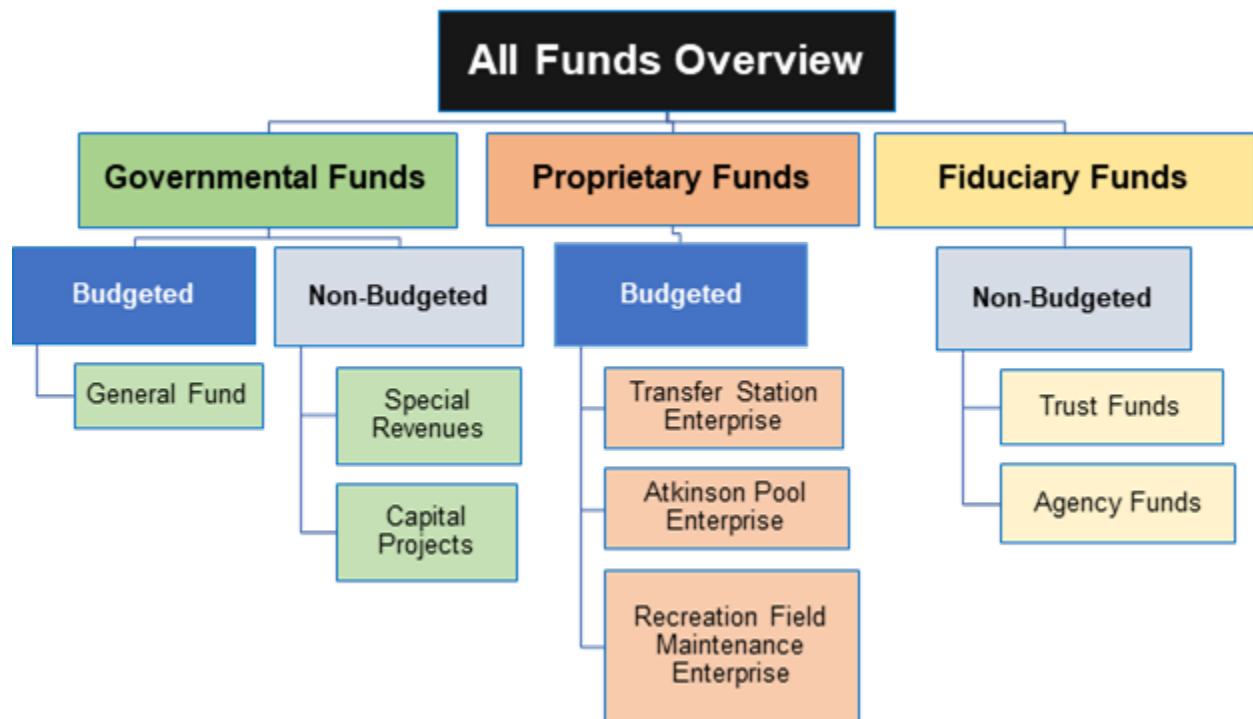 All Funds Overview
Governmental Funds
Proprietary Funds
Fiduciary Funds
Budgeted
Non-Budgeted
Budgeted
Non-Budgeted
General Fund
Special
Revenues
Capital
Projects
Transfer Station
Enterprise
Atkinson Pool
Enterprise
Recreation Field
Maintenance
Enterprise
Trust Funds
Agency Funds